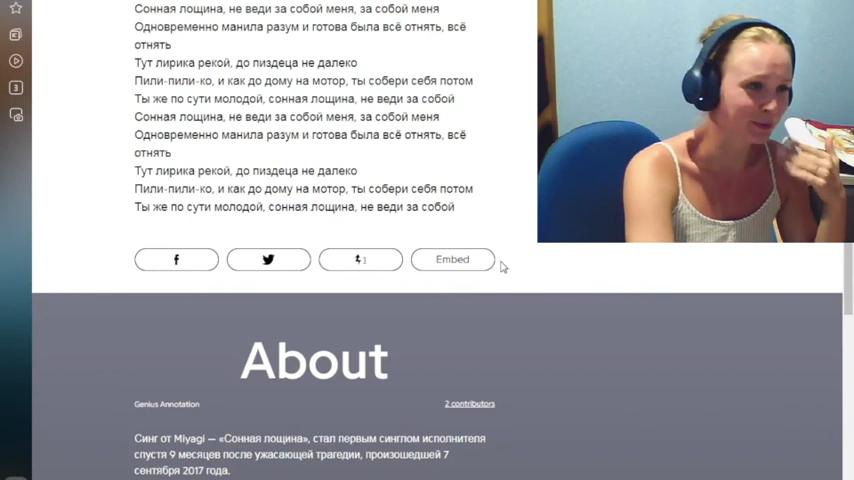 Сонная лощина, не веди за собой меня, за собой меня
Одновременно манила разум и готова была всё отнять, всё
отнять
Тут лирика рекой, до пиздеца не далеко
Пили-пили-ко, и как до дому на мотор, ты собери себя потом
Ты же по сути молодой, сонная лощина, не веди за собой
Сонная лощина, не веди за собой меня, за собой меня
Одновременно манила разум и готова была всё отнять, всё
отнять
Тут лирика рекой, до пиздеца не далеко
Пили-пили-ко, и как до дому на мотор, ты собери себя потом
Ты же по сути молодой, сонная лощина, не веди за собой
1
Embed
3
About
Genius Annotation
2 contributors
Синг от Miyagi — «Сонная лощина», стал первым синглом исполнителя
спустя 9 месяцев после ужасающей трагедии, произошедшей 7
сентября 2017 года.